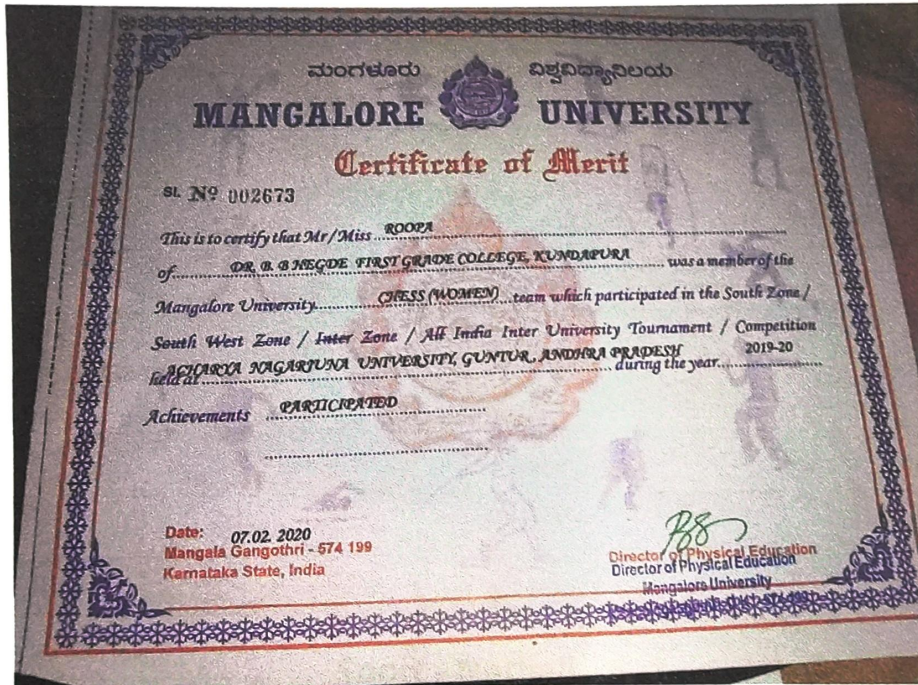 ಮಂಗಳೂರು ವಿಶ್ವವಿದ್ಯಾನಿಲಯ
MANGALORE UNIVERSITY
Certificate of Merit
SL. Nº 002673
This is to certify that Mr/Miss ROOPA
of DR. B. B HEGDE FIRST GRADE COLLEGE, KUNDAPURA was a member of the
Mangalore University CHESS (WOMEN) team which participated in the South Zone /
South West Zone / Inter Zone / All India Inter University Tournament / Competition
held at ACHARYA NAGARJUNA UNIVERSITY, GUNTUR, ANDHRA PRADESH during the year 2019-20
Achievements PARTICIPATED
Date: 07.02. 2020
Mangala Gangothri - 574 199
Karnataka State, India
Director of Physical Education
Director of Physical Education
Mangalore University